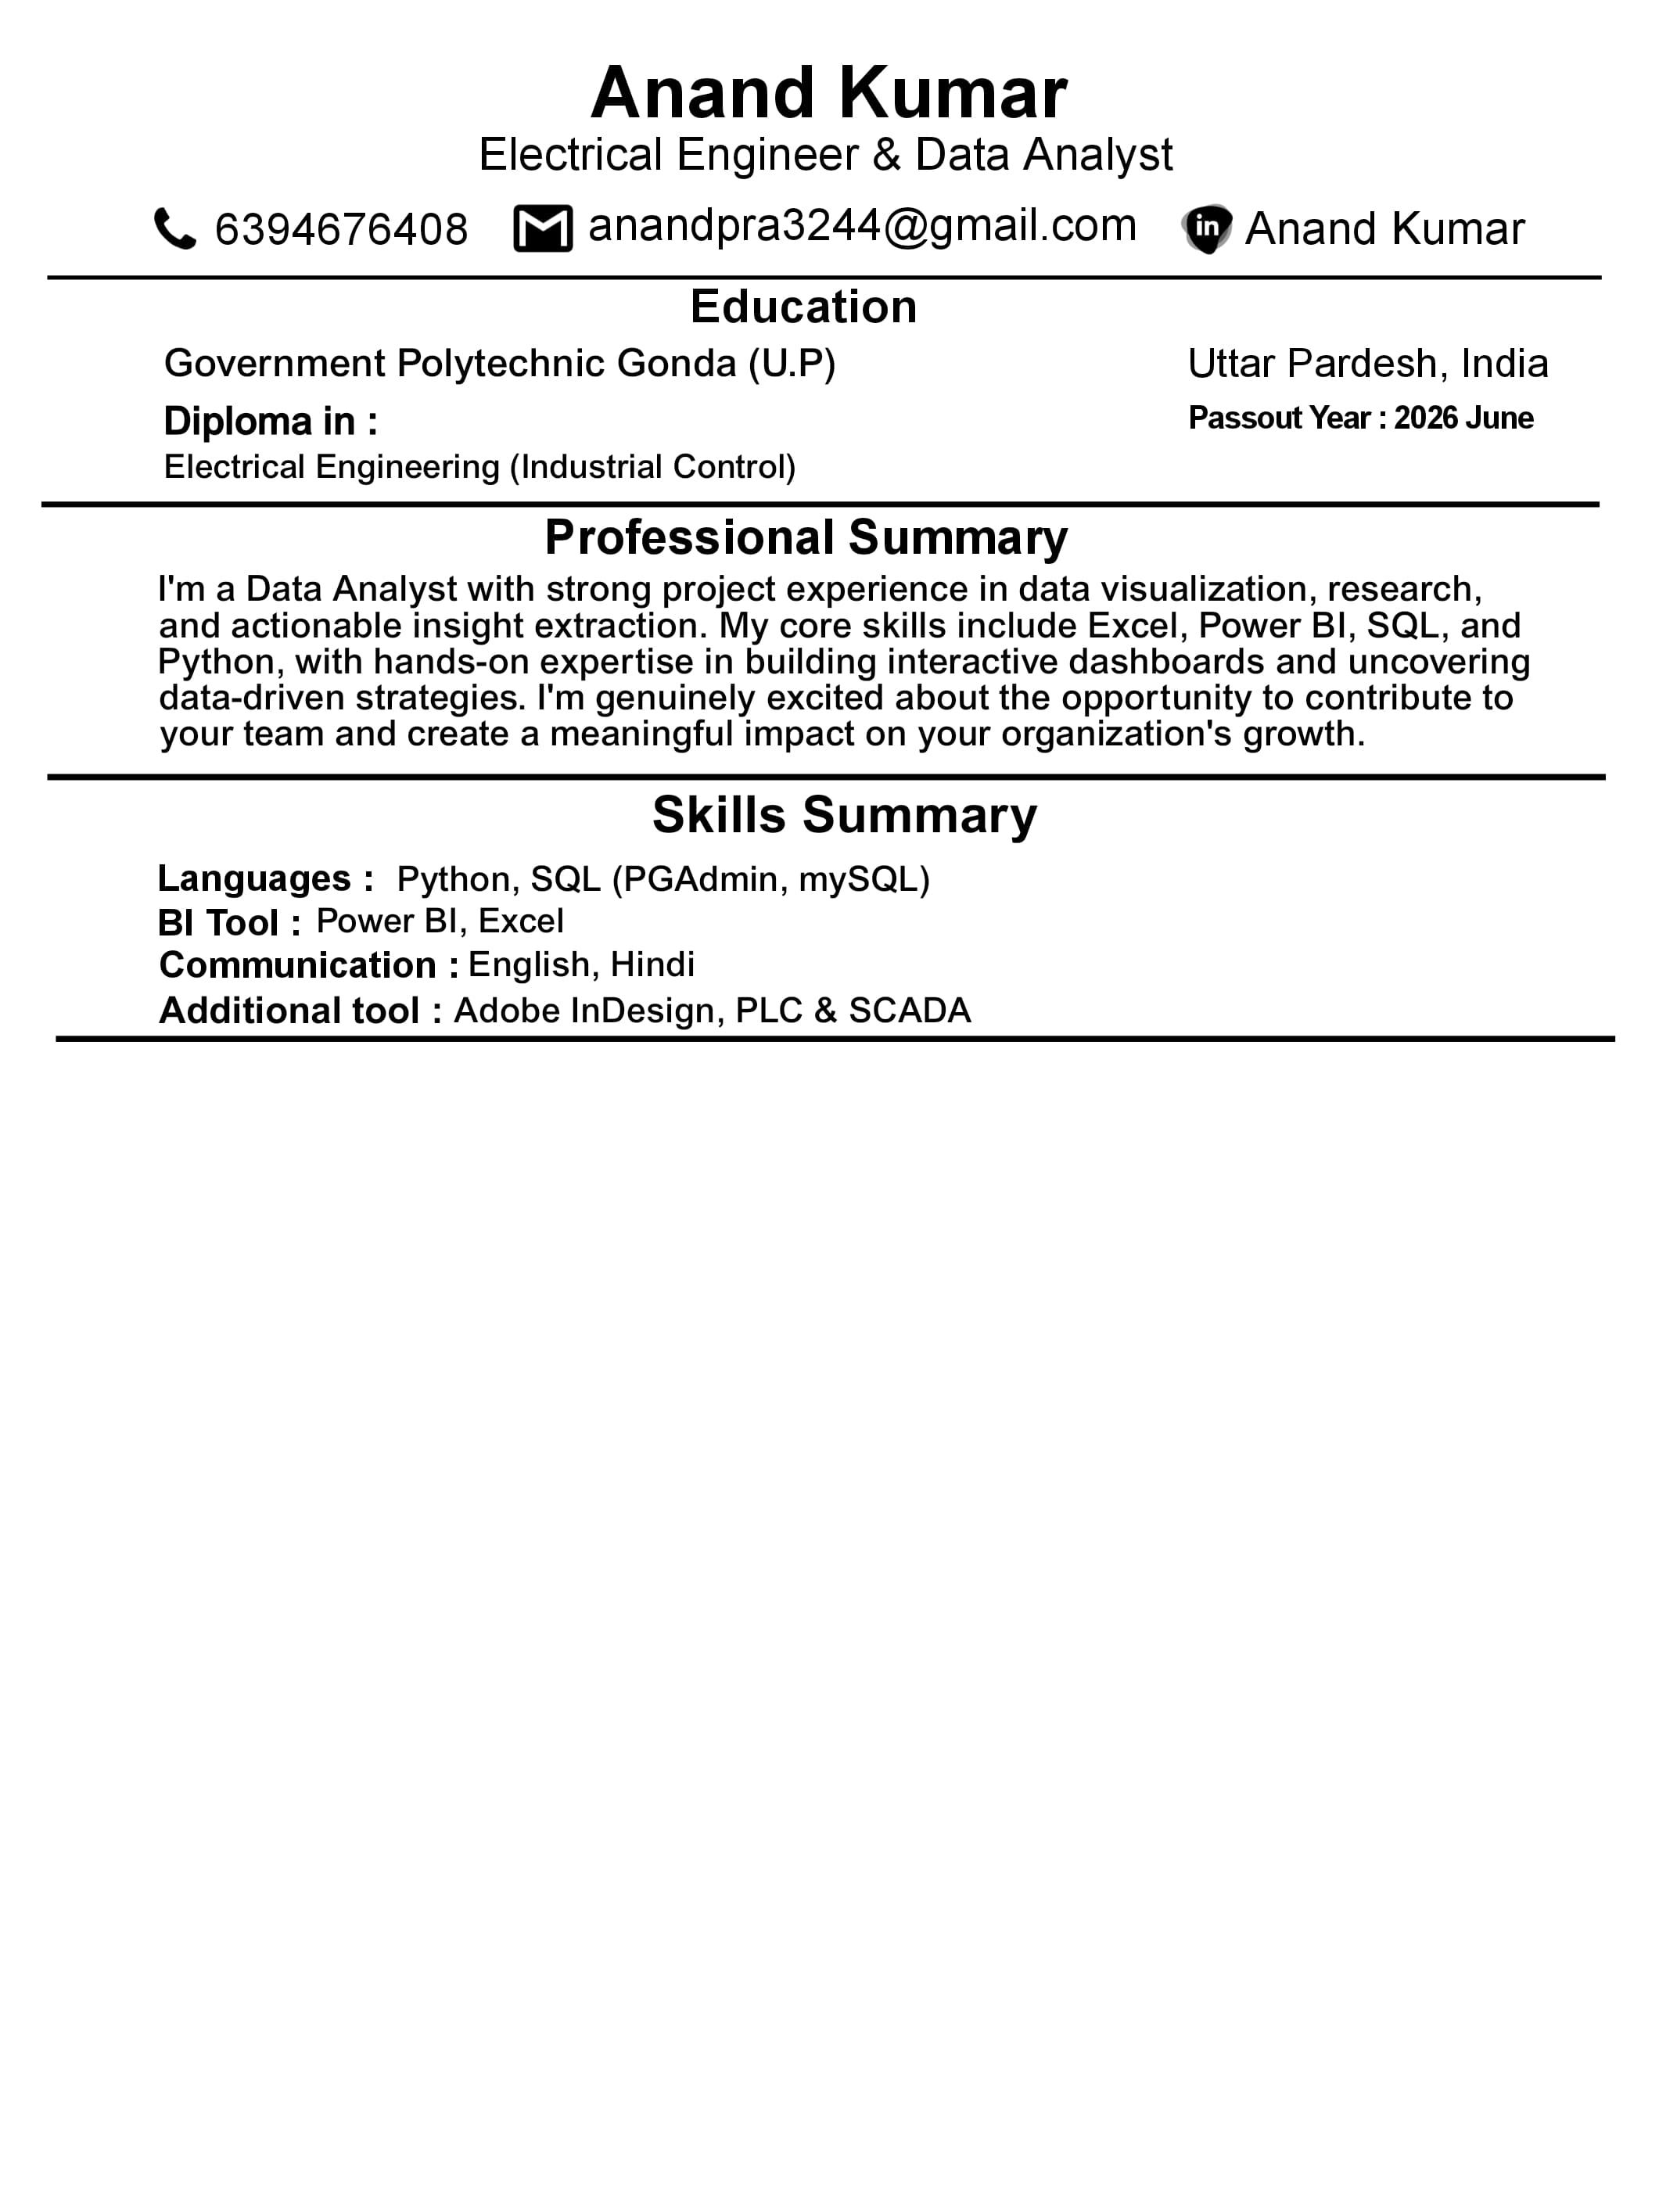 Anand Kumar
Electrical Engineer & Data Analyst
6394676408 anandpra3244@gmail.com in Anand Kumar
Education
Government Polytechnic Gonda (U.P) Uttar Pardesh, India
Diploma in : Passout Year : 2026 June
Electrical Engineering (Industrial Control)
Professional Summary
I'm a Data Analyst with strong project experience in data visualization, research,
and actionable insight extraction. My core skills include Excel, Power BI, SQL, and
Python, with hands-on expertise in building interactive dashboards and uncovering
data-driven strategies. I'm genuinely excited about the opportunity to contribute to
your team and create a meaningful impact on your organization's growth.
Skills Summary
Languages : Python, SQL (PGAdmin, mySQL)
BI Tool : Power BI, Excel
Communication : English, Hindi
Additional tool : Adobe InDesign, PLC & SCADA